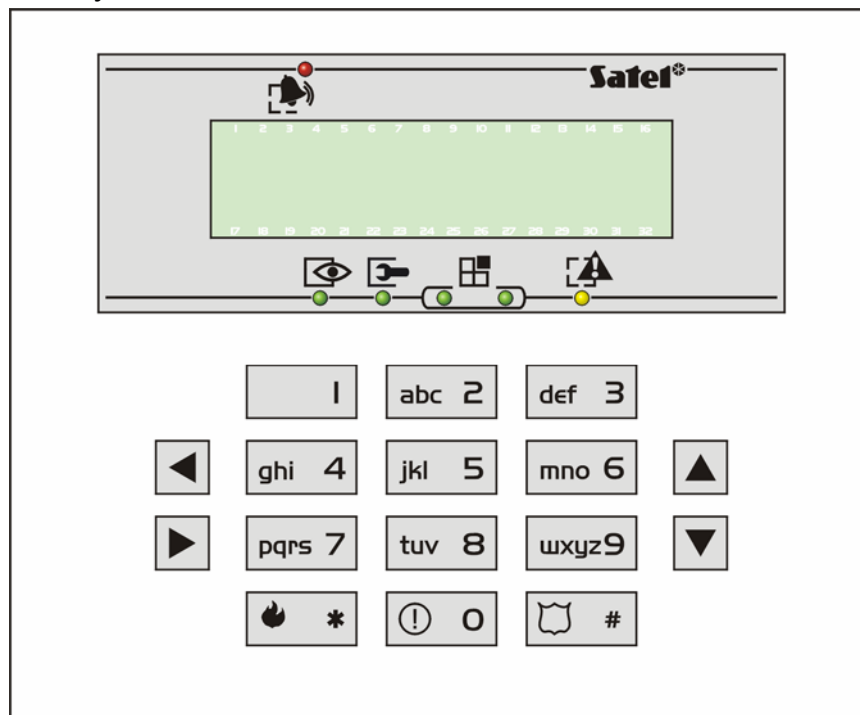 Satel
1 2 3 4 5 6 7 8 9 10 11 12 13 14 15 16
17 18 19 20 21 22 23 24 25 26 27 28 29 30 31 32
1 abc 2 def 3
ghi 4 jkl 5 mno 6
pqrs 7 tuv 8 wxyz9
* 0 #